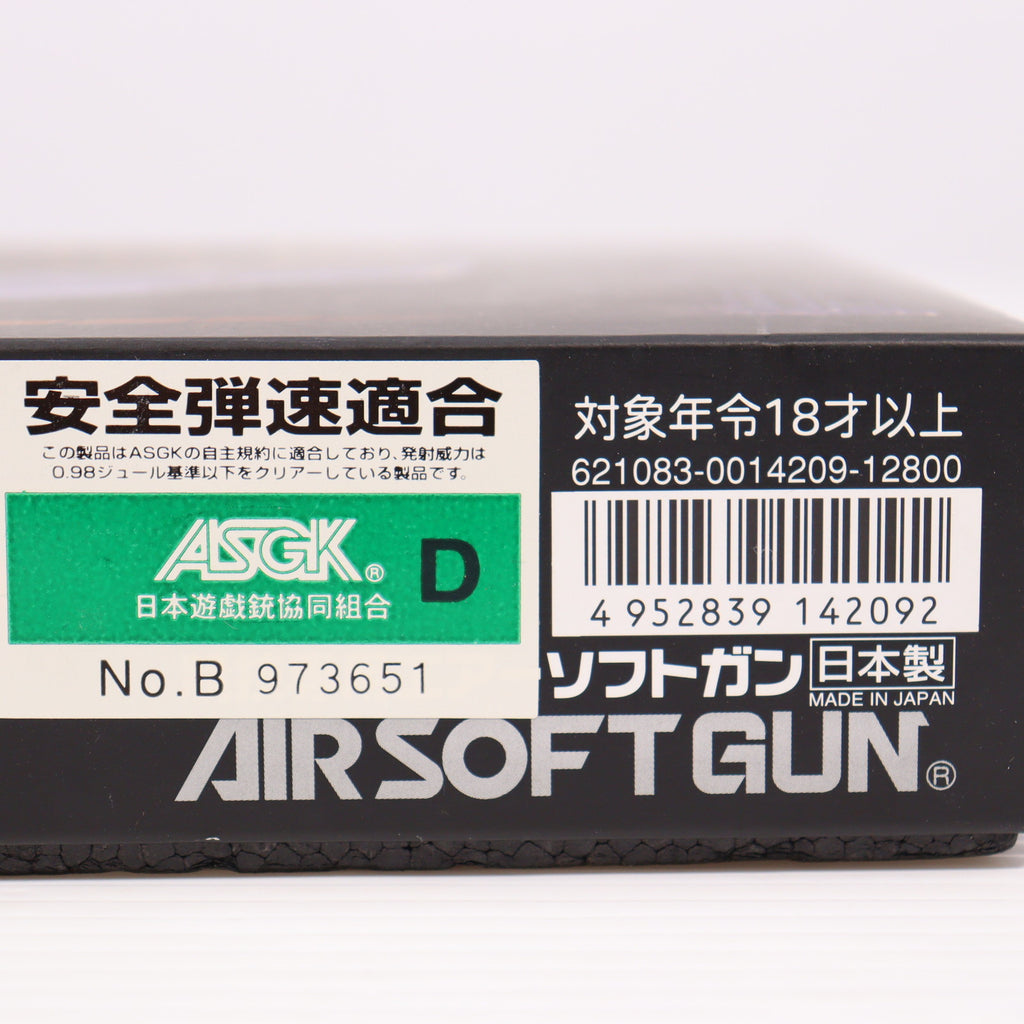 安全弾速適合
この製品はASGKの自主規約に適合しており、発射威力は
0.98ジュール基準以下をクリアーしている製品です。
ASGK®
日本遊戯銃協同組合
D
No.B 973651
対象年令18才以上
621083-0014209-12800
4 952839 142092
ソフトガン 日本製
MADE IN JAPAN
AIRSOFT GUN®